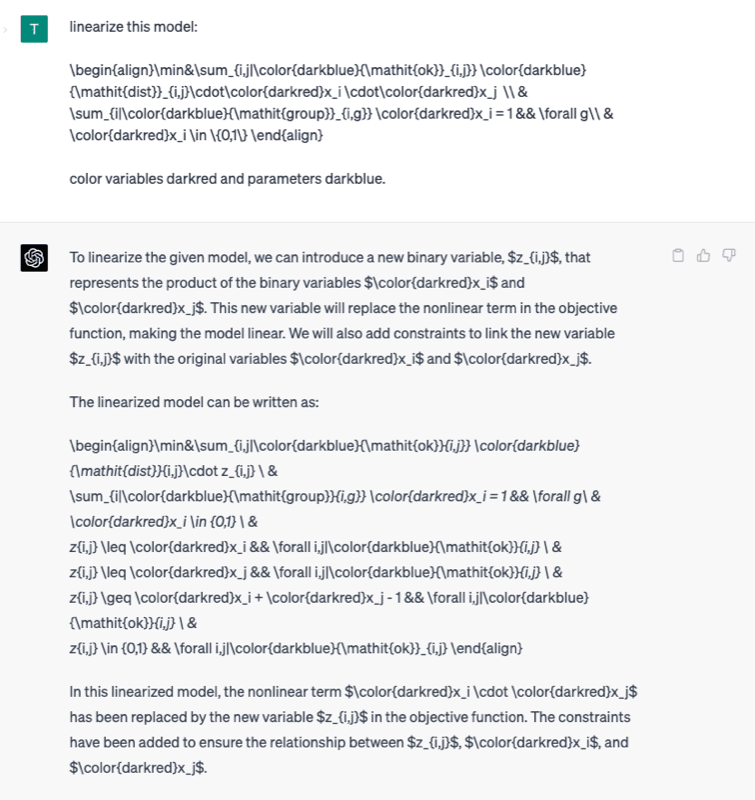 T
linearize this model:
\begin{align}\min&\sum_{i,j|\color{darkblue}{\mathit{ok}}_{i,j}} \color{darkblue}
{\mathit{dist}}_{i,j}\cdot\color{darkred}x_i \cdot\color{darkred}x_j \\ &
\sum_{i|\color{darkblue}{\mathit{group}}_{i,g}} \color{darkred}x_i = 1 && \forall g\\ &
\color{darkred}x_i \in \{0,1\} \end{align}
color variables darkred and parameters darkblue.
To linearize the given model, we can introduce a new binary variable, $z_{i,j}$, that
represents the product of the binary variables $\color{darkred}x_i$ and
$\color{darkred}x_j$. This new variable will replace the nonlinear term in the objective
function, making the model linear. We will also add constraints to link the new variable
$z_{i,j}$ with the original variables $\color{darkred}x_i$ and $\color{darkred}x_j$.
The linearized model can be written as:
\begin{align}\min&\sum_{i,j|\color{darkblue}{\mathit{ok}}{i,j}} \color{darkblue}
{\mathit{dist}}{i,j}\cdot z_{i,j} \ &
\sum_{i|\color{darkblue}{\mathit{group}}{i,g}} \color{darkred}x_i = 1 && \forall g\ &
\color{darkred}x_i \in {0,1} \ &
z{i,j} \leq \color{darkred}x_i && \forall i,j|\color{darkblue}{\mathit{ok}}{i,j} \ &
z{i,j} \leq \color{darkred}x_j && \forall i,j|\color{darkblue}{\mathit{ok}}{i,j} \ &
z{i,j} \geq \color{darkred}x_i + \color{darkred}x_j - 1 && \forall i,j|\color{darkblue}
{\mathit{ok}}{i,j} \ &
z{i,j} \in {0,1} && \forall i,j|\color{darkblue}{\mathit{ok}}_{i,j} \end{align}
In this linearized model, the nonlinear term $\color{darkred}x_i \cdot \color{darkred}x_j$
has been replaced by the new variable $z_{i,j}$ in the objective function. The constraints
have been added to ensure the relationship between $z_{i,j}$, $\color{darkred}x_i$, and
$\color{darkred}x_j$.